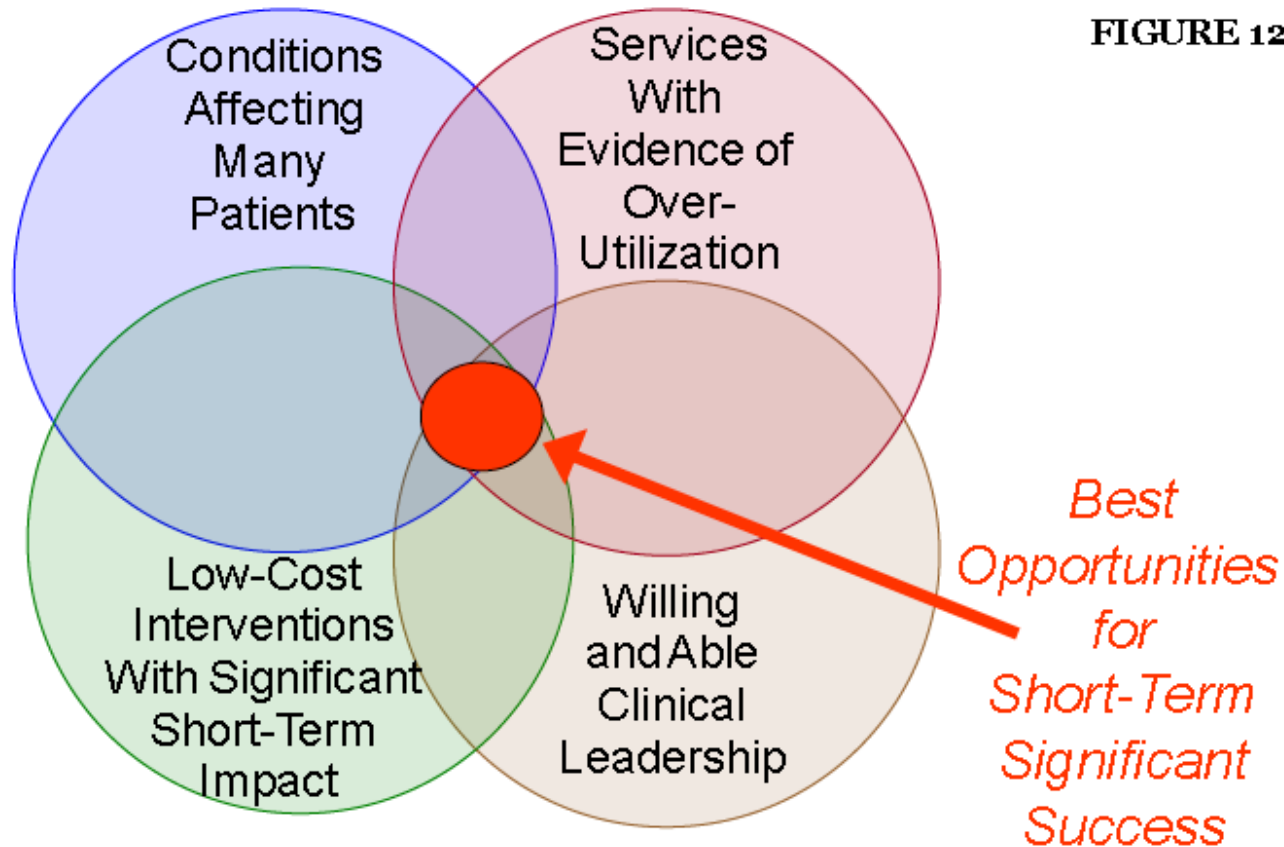 FIGURE 12
Conditions
Affecting
Many
Patients
Services
With
Evidence of
Over-
Utilization
Low-Cost
Interventions
With Significant
Short-Term
Impact
Willing
and Able
Clinical
Leadership
Best
Opportunities
for
Short-Term
Significant
Success